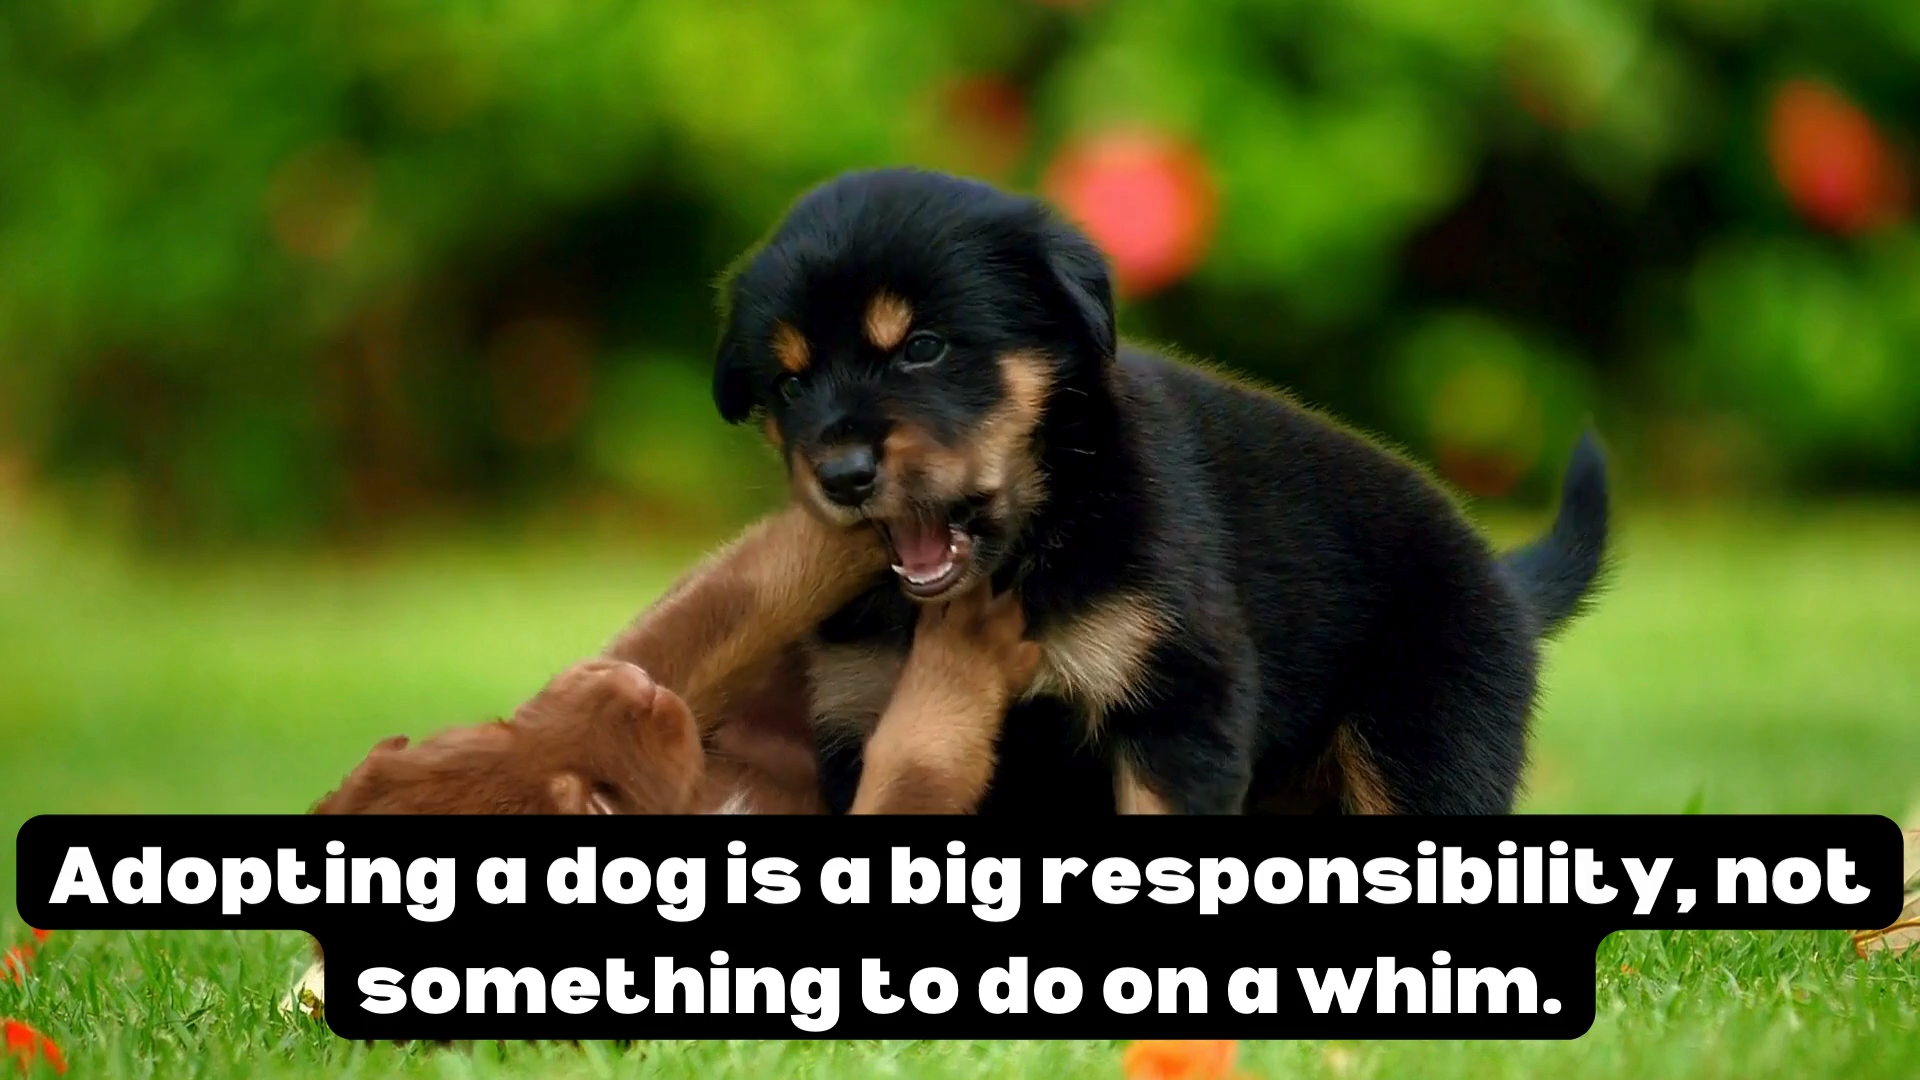 Adopting a dog is a big responsibility, not
something to do on a whim.